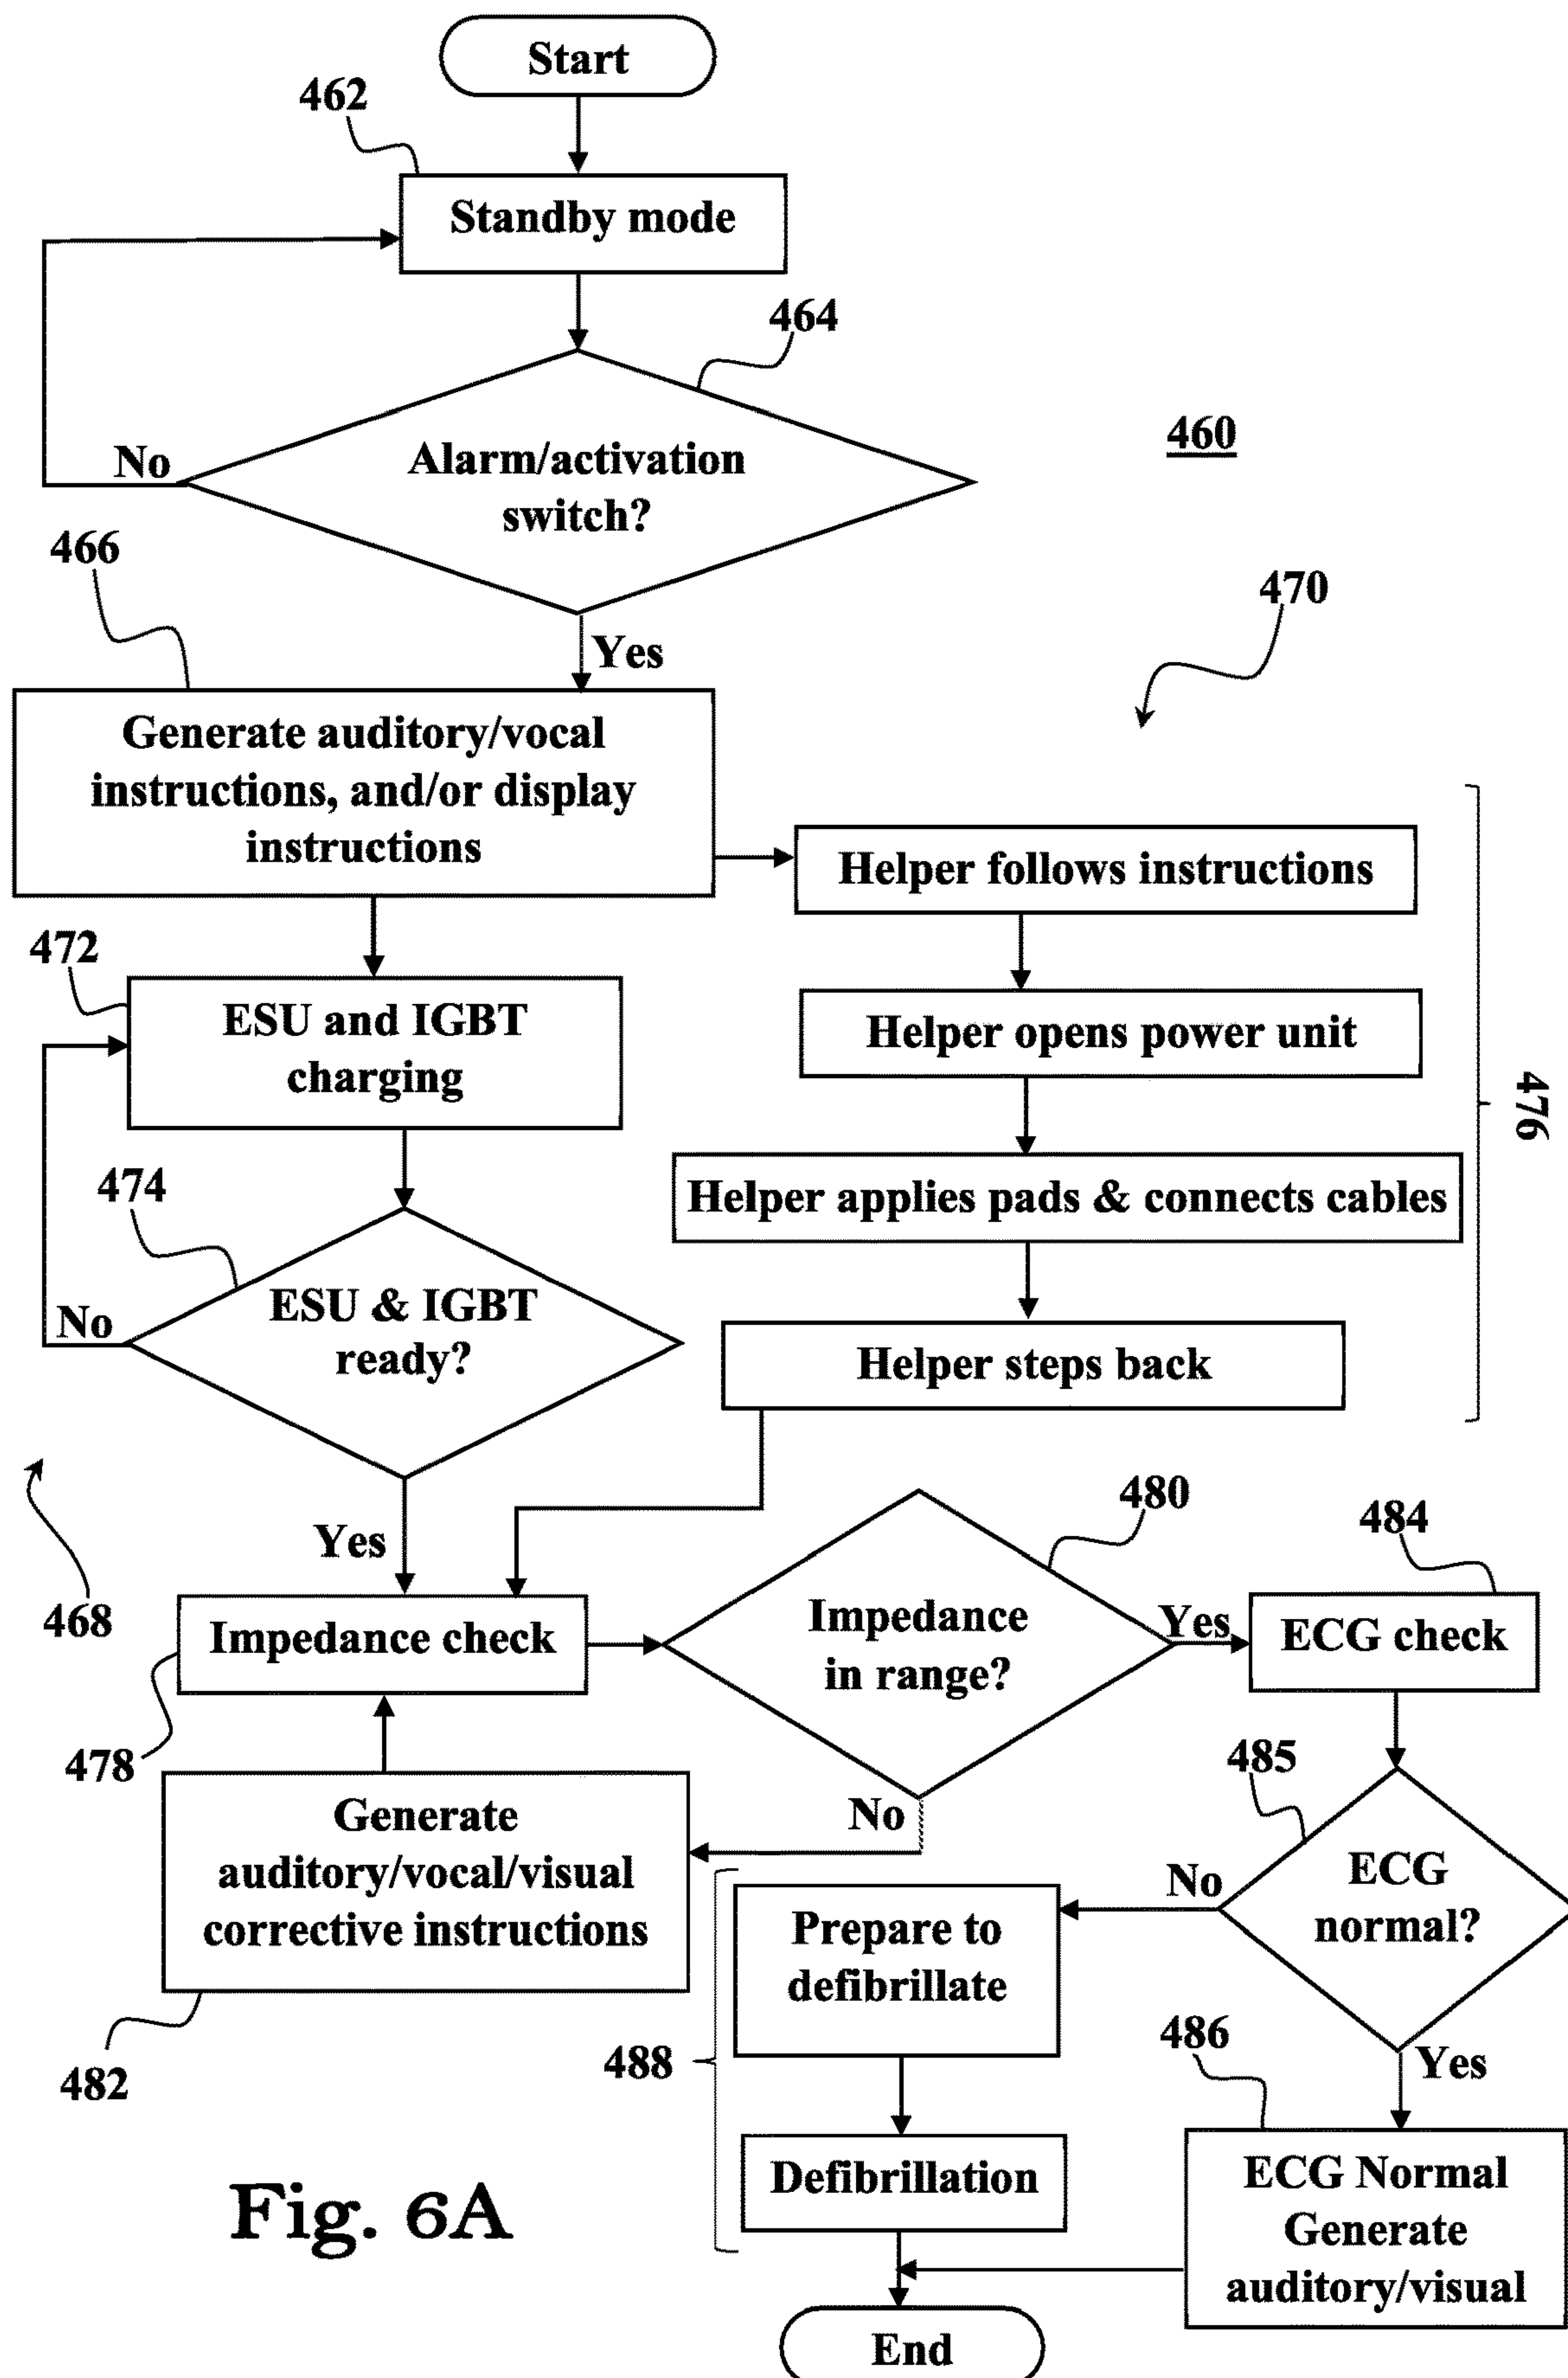 Start
462
Standby mode
464
Alarm/activation
switch?
No
460
466
Yes
470
Generate auditory/vocal
instructions, and/or display
instructions
Helper follows instructions
472
ESU and IGBT
charging
Helper opens power unit
476
474
Helper applies pads & connects cables
ESU & IGBT
ready?
No
Helper steps back
480
484
Yes
468
Impedance check
Impedance
in range?
Yes
ECG check
478
485
No
Generate
auditory/vocal/visual
corrective instructions
No
ECG
normal?
Prepare to
defibrillate
486
488
482
Yes
Defibrillation
ECG Normal
Generate
auditory/visual
Fig. 6A
End